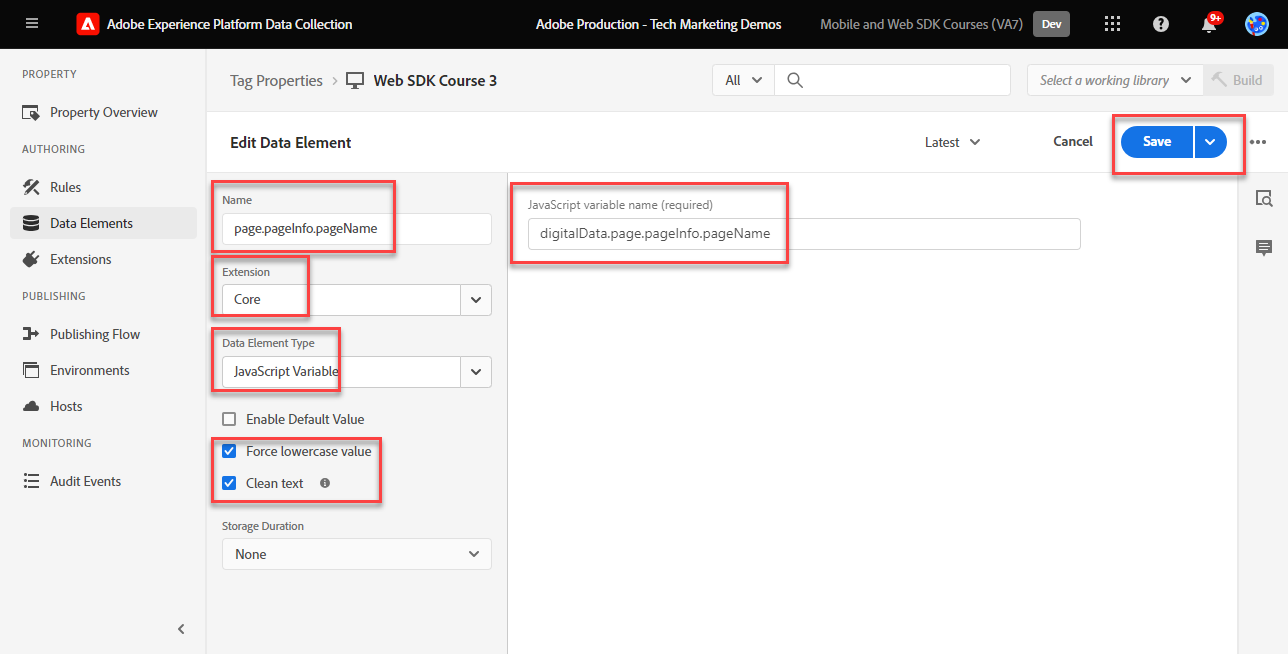 Adobe Experience Platform Data Collection
Adobe Production - Tech Marketing Demos
Mobile and Web SDK Courses (VA7)
Dev
9+
PROPERTY
Property Overview
AUTHORING
Rules
Data Elements
Extensions
PUBLISHING
Publishing Flow
Environments
Hosts
MONITORING
Audit Events
Tag Properties
Web SDK Course 3
All
Select a working library
Build
Edit Data Element
Latest
Cancel
Save
Name
page.pageInfo.pageName
Extension
Core
Data Element Type
JavaScript Variable
Enable Default Value
Force lowercase value
Clean text
Storage Duration
None
JavaScript variable name (required)
digitalData.page.pageInfo.pageName